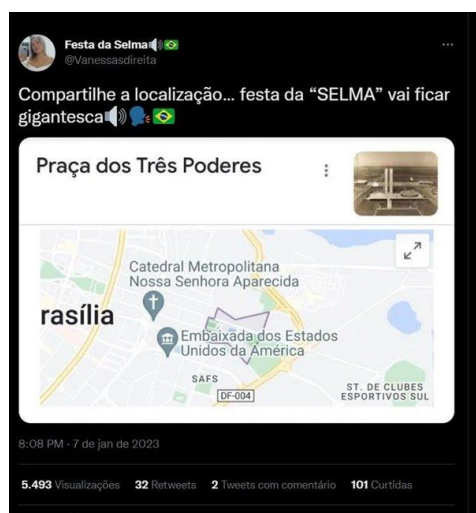 Festa da Selma🔊🇧🇷
@Vanessasdireita
Compartilhe a localização... festa da “SELMA” vai ficar
gigantesca🔊🗣️🇧🇷
Praça dos Três Poderes
Catedral Metropolitana
Nossa Senhora Aparecida
rasília
Embaixada dos Estados
Unidos da América
SAFS
DF-004
ST. DE CLUBES
ESPORTIVOS SUL
8:08 PM · 7 de jan de 2023
5.493 Visualizações 32 Retweets 2 Tweets com comentário 101 Curtidas